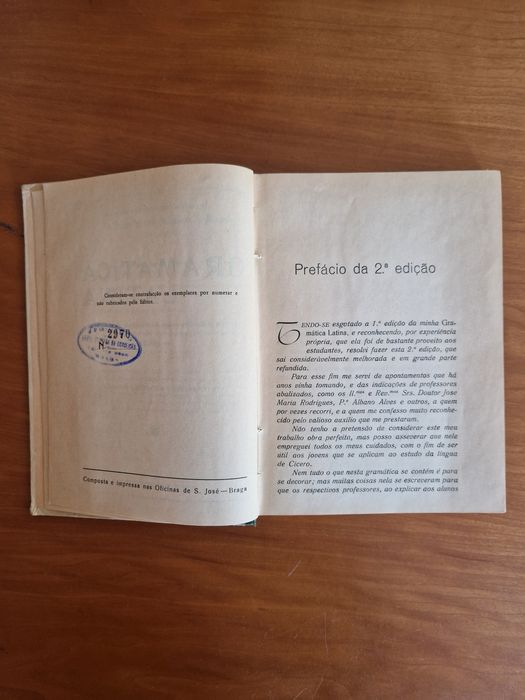 GRAMATICA
Consideram-se contrafacção os exemplares por numerar e
não rubricados pelo Editor.
2970
Composta e impressa nas Oficinas de S. José—Braga
Prefácio da 2.ª edição
TENDO-SE esgotado a 1.ª edição da minha Gra-
mática Latina, e reconhecendo, por experiência
própria, que ela foi de bastante proveito aos
estudantes, resolvi fazer esta 2.ª edição, que
sai consideràvelmente melhorada e em grande parte
refundida.
Para esse fim me servi de apontamentos que há
anos vinha tomando, e das indicações de professores
abalizados, como os Il.mos e Rev.mos Srs. Doutor Jose
Maria Rodrigues, P.e Albano Alves e outros, a quem
por vezes recorri, e a quem me confesso muito reconhe-
cido pelo valioso auxílio que me prestaram.
Não tenho a pretensão de considerar este meu
trabalho obra perfeita, mas posso asseverar que nele
empreguei todos os meus cuidados, com o fim de ser
útil aos jovens que se aplicam ao estudo da língua
de Cícero.
Nem tudo o que nesta gramática se contém é para
se decorar; mas muitas coisas nela se escreveram para
que os respectivos professores, ao explicar aos alunos